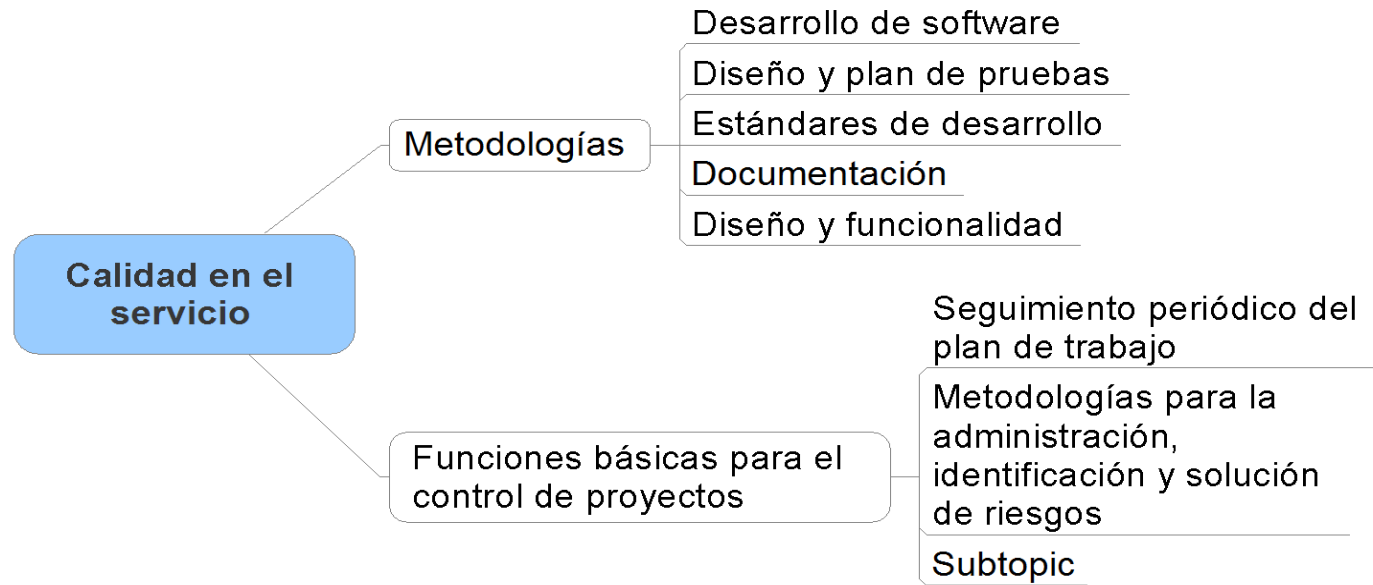 Desarrollo de software
Diseño y plan de pruebas
Metodologías
Estándares de desarrollo
Documentación
Diseño y funcionalidad
Calidad en el
servicio
Seguimiento periódico del
plan de trabajo
Funciones básicas para el
control de proyectos
Metodologías para la
administración,
identificación y solución
de riesgos
Subtopic